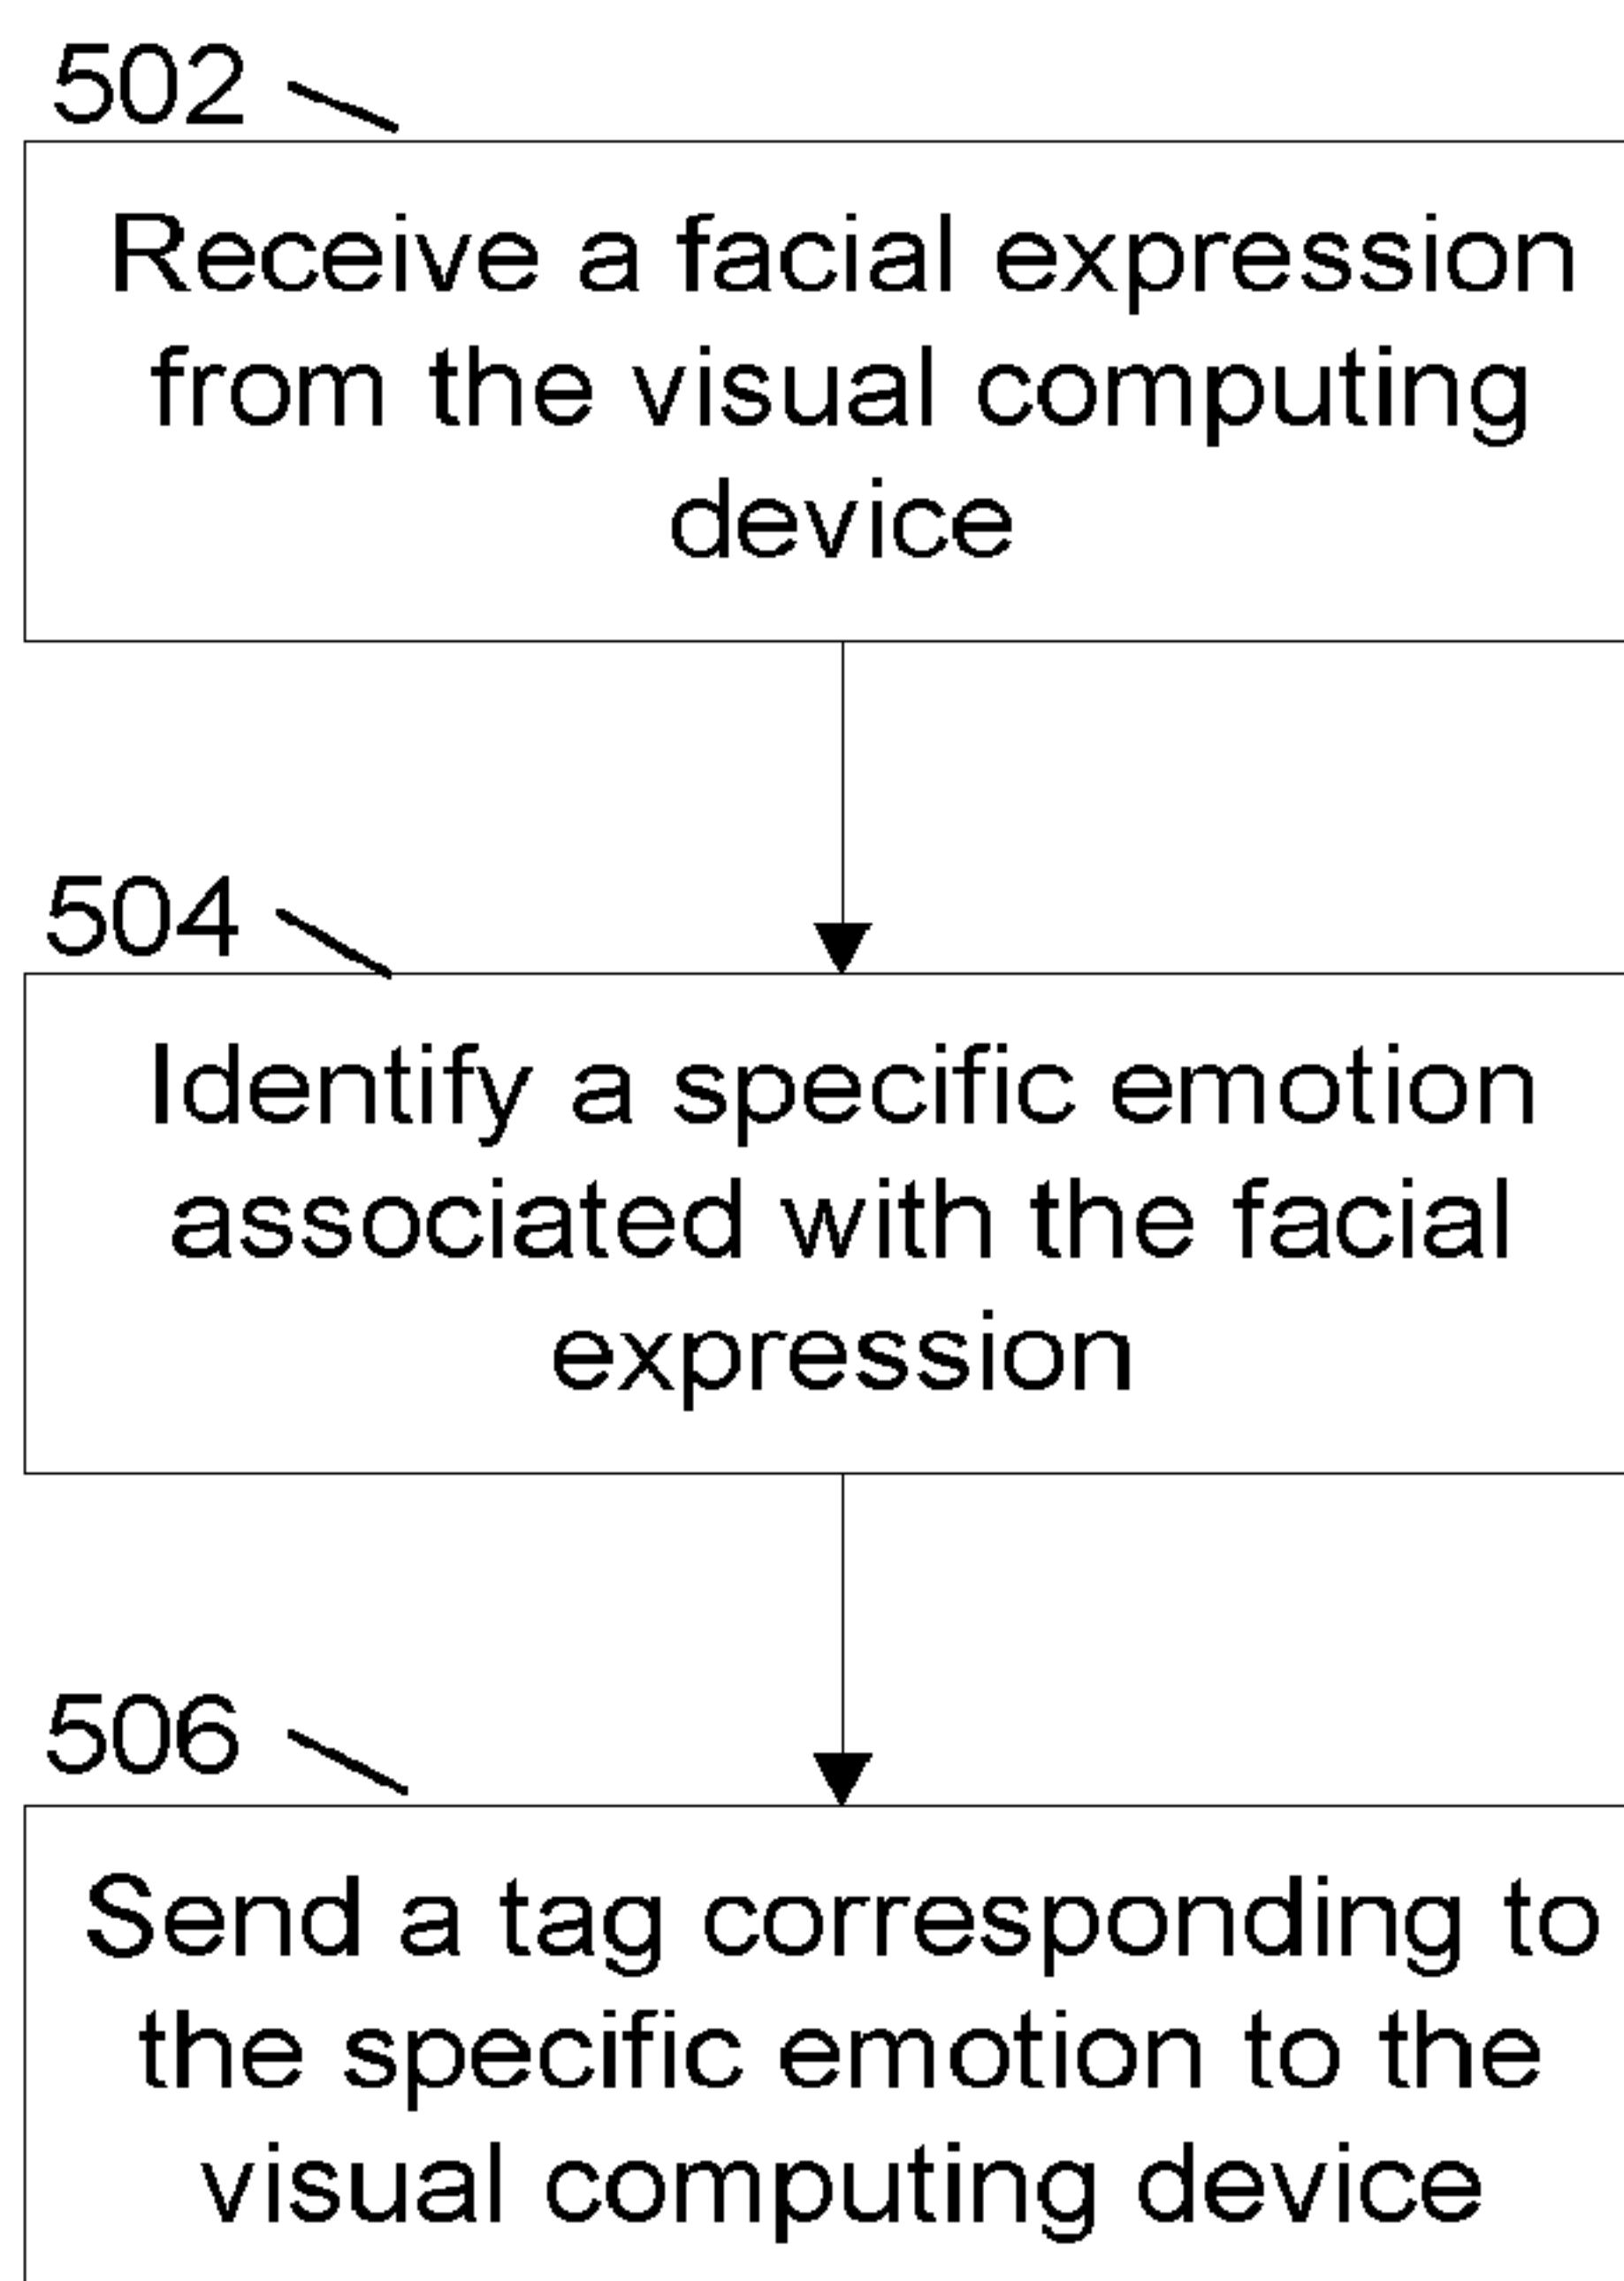 502
Receive a facial expression
from the visual computing
device
504
Identify a specific emotion
associated with the facial
expression
506
Send a tag corresponding to
the specific emotion to the
visual computing device